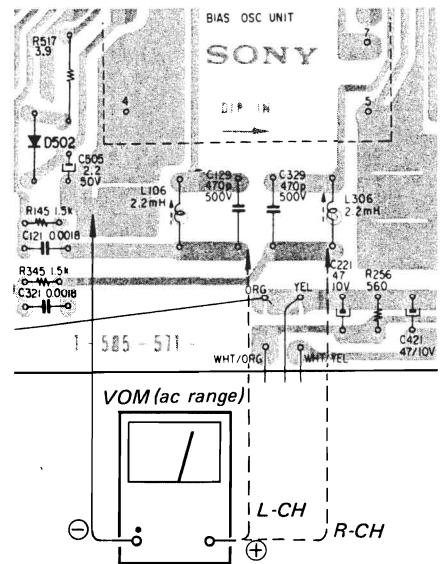 BIAS OSC UNIT
SONY
R517
3.9
7
4
DIP IN
5
D502
C505
2.2
50V
L106
2.2mH
C129
470p
500V
C329
470p
500V
L306
2.2mH
R145 1.5k
C121 0.0018
R345 1.5k
C321 0.0018
ORG
YEL
C221
47
10V
R256
560
C421
47/10V
1-585-571-
WHT/ORG
WHT/YEL
VOM (ac range)
L-CH
R-CH
⊖
⊕